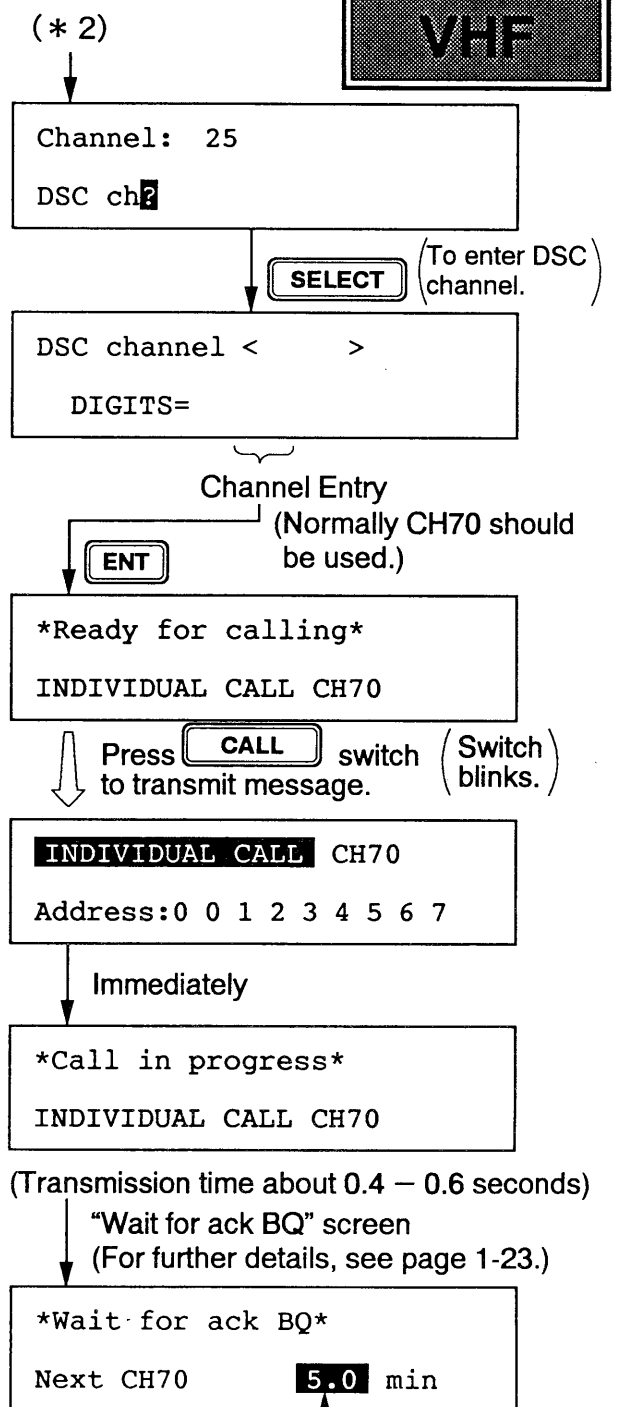 (* 2)
VHF
Channel: 25
DSC ch?
SELECT
(To enter DSC
channel.)
DSC channel < >
DIGITS=
Channel Entry
(Normally CH70 should
be used.)
ENT
*Ready for calling*
INDIVIDUAL CALL CH70
Press CALL switch (Switch
to transmit message. blinks.)
INDIVIDUAL CALL CH70
Address:0 0 1 2 3 4 5 6 7
Immediately
*Call in progress*
INDIVIDUAL CALL CH70
(Transmission time about 0.4 – 0.6 seconds)
“Wait for ack BQ” screen
(For further details, see page 1-23.)
*Wait for ack BQ*
Next CH70 5.0 min